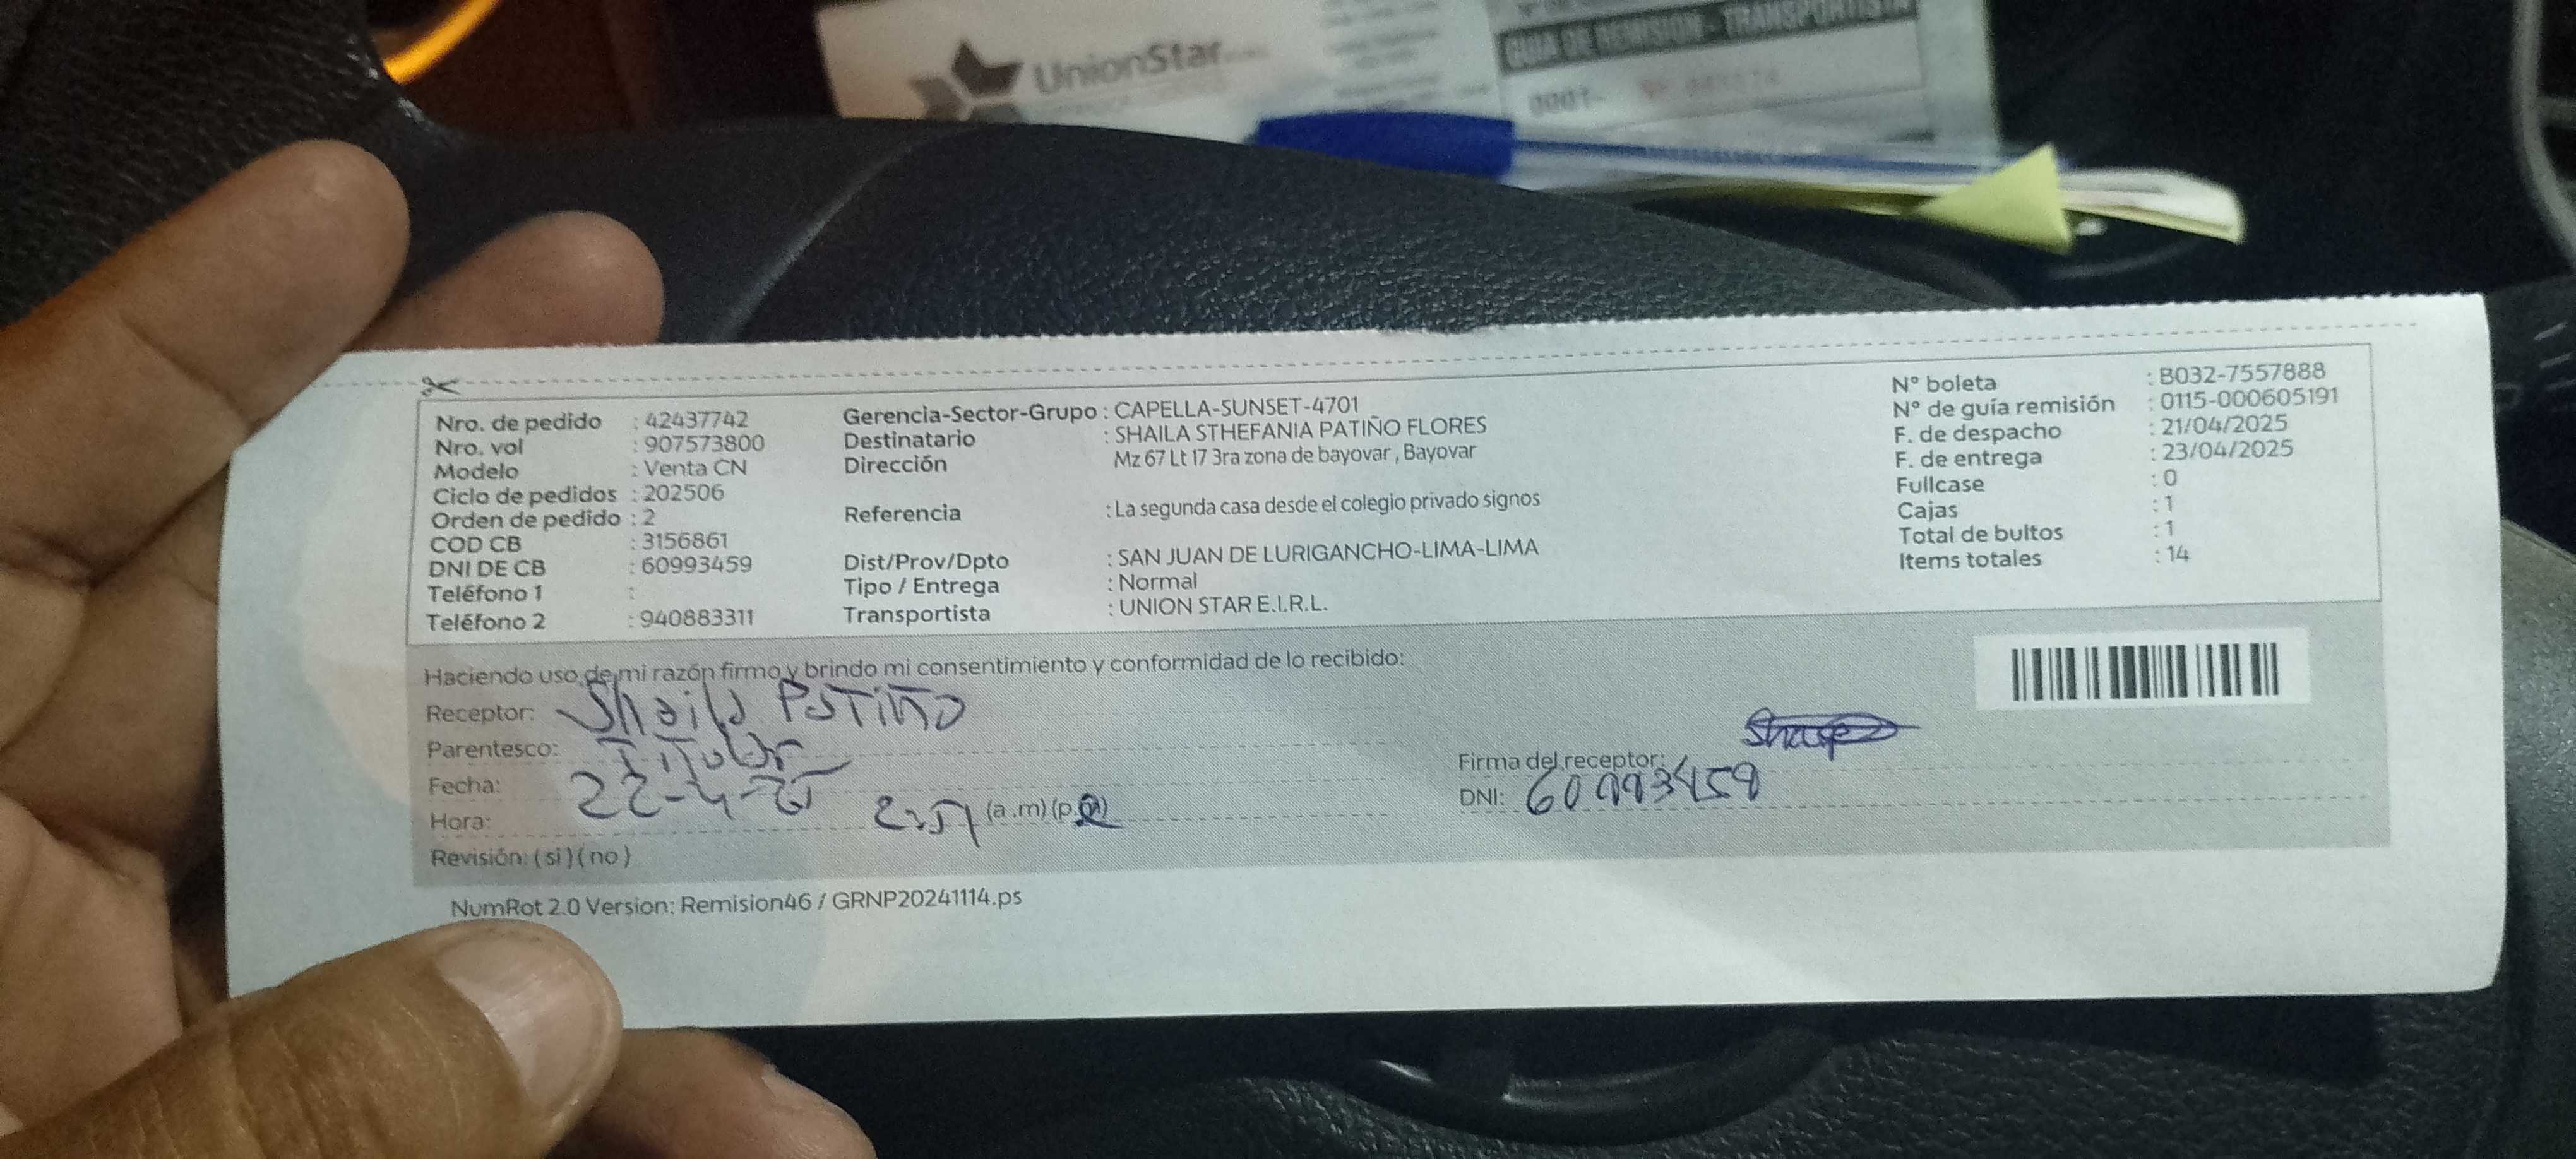 UnionStar
GUIA DE REMISION - TRANSPORTISTA
0001-
Nro. de pedido : 42437742
Nro. vol : 907573800
Modelo : Venta CN
Ciclo de pedidos : 202506
Orden de pedido : 2
COD CB : 3156861
DNI DE CB : 60993459
Teléfono 1 :
Teléfono 2 : 940883311
Gerencia-Sector-Grupo : CAPELLA-SUNSET-4701
Destinatario : SHAILA STHEFANIA PATIÑO FLORES
Dirección Mz 67 Lt 17 3ra zona de bayovar , Bayovar
Referencia : La segunda casa desde el colegio privado signos
Dist/Prov/Dpto : SAN JUAN DE LURIGANCHO-LIMA-LIMA
Tipo / Entrega : Normal
Transportista : UNION STAR E.I.R.L.
N° boleta : B032-7557888
N° de guía remisión : 0115-000605191
F. de despacho : 21/04/2025
F. de entrega : 23/04/2025
Fullcase : 0
Cajas : 1
Total de bultos : 1
Items totales : 14
Haciendo uso de mi razón firmo y brindo mi consentimiento y conformidad de lo recibido:
Receptor: Shaila Patiño
Parentesco: Titular
Fecha: 22-4-25
Hora: 2:51 (a.m) (p.m)
Revisión: (si) (no)
Firma del receptor:
DNI: 60993459
NumRot 2.0 Version: Remision46 / GRNP20241114.ps